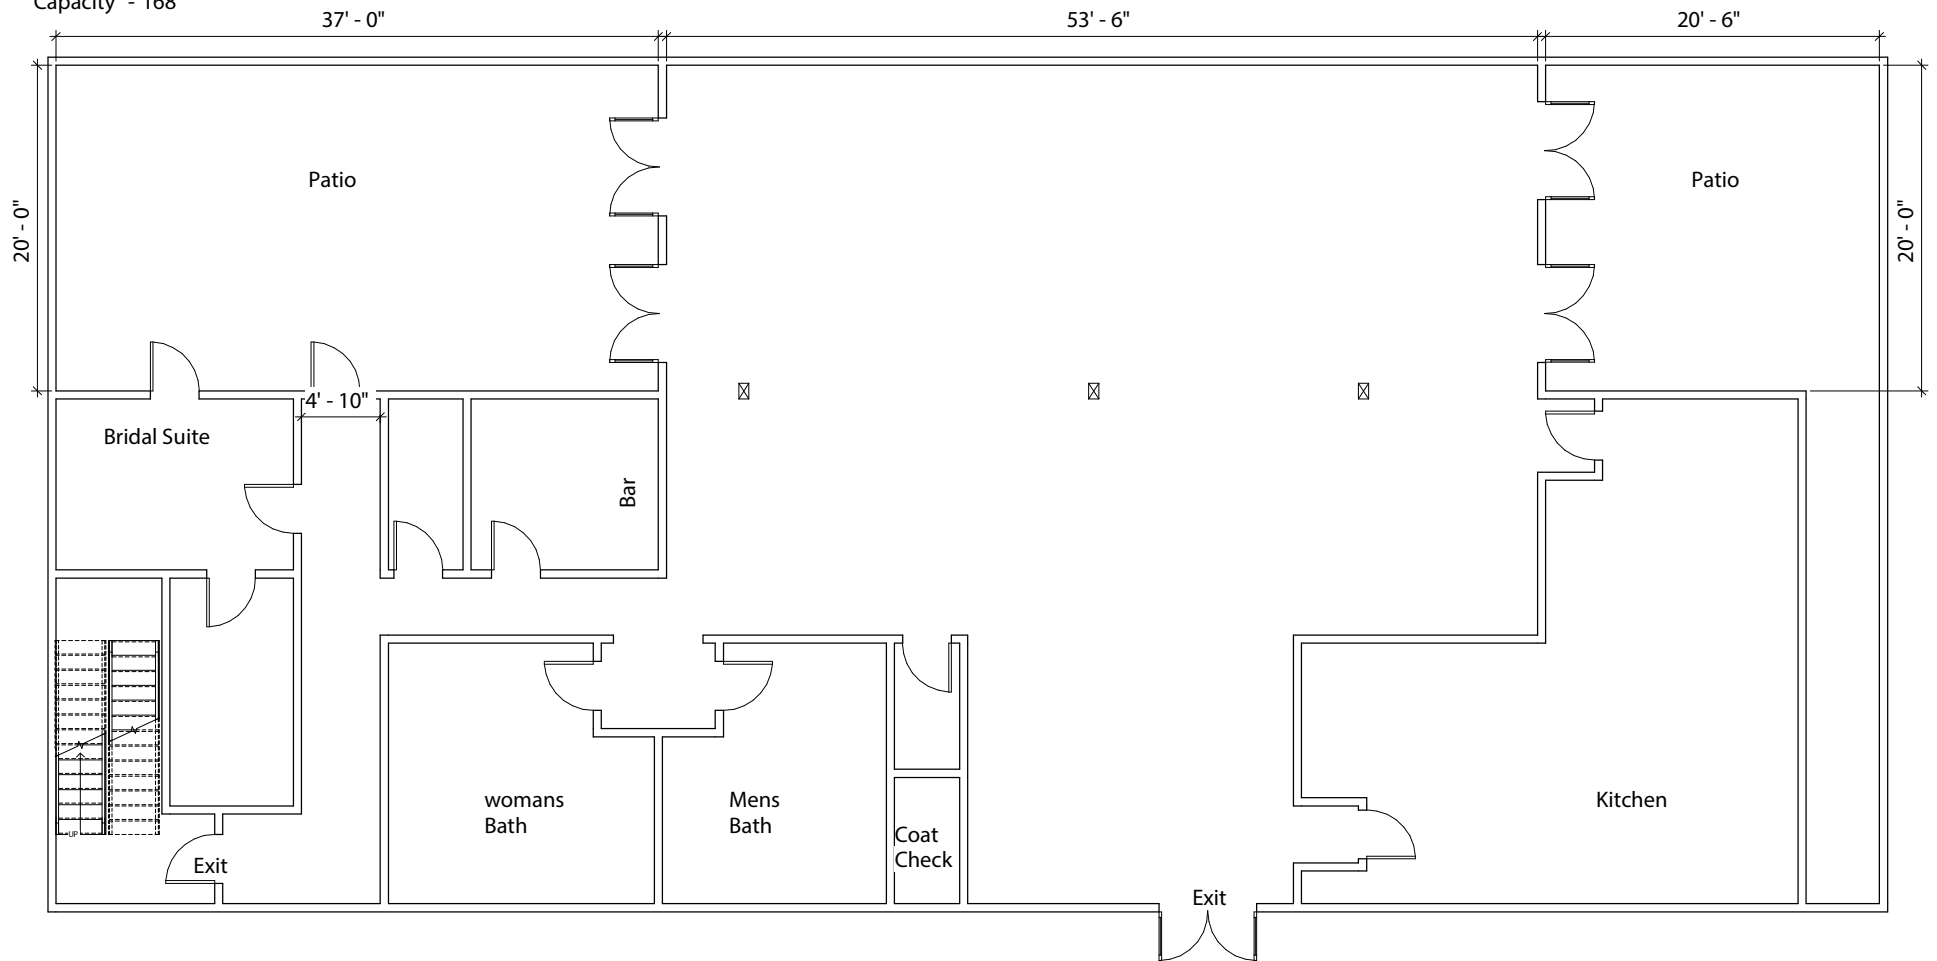 Capacity - 168
37' - 0"
53' - 6"
20' - 6"
20' - 0"
Patio
Patio
20' - 0"
4' - 10"
Bridal Suite
Bar
womans
Bath
Mens
Bath
Coat
Check
Kitchen
UP
Exit
Exit